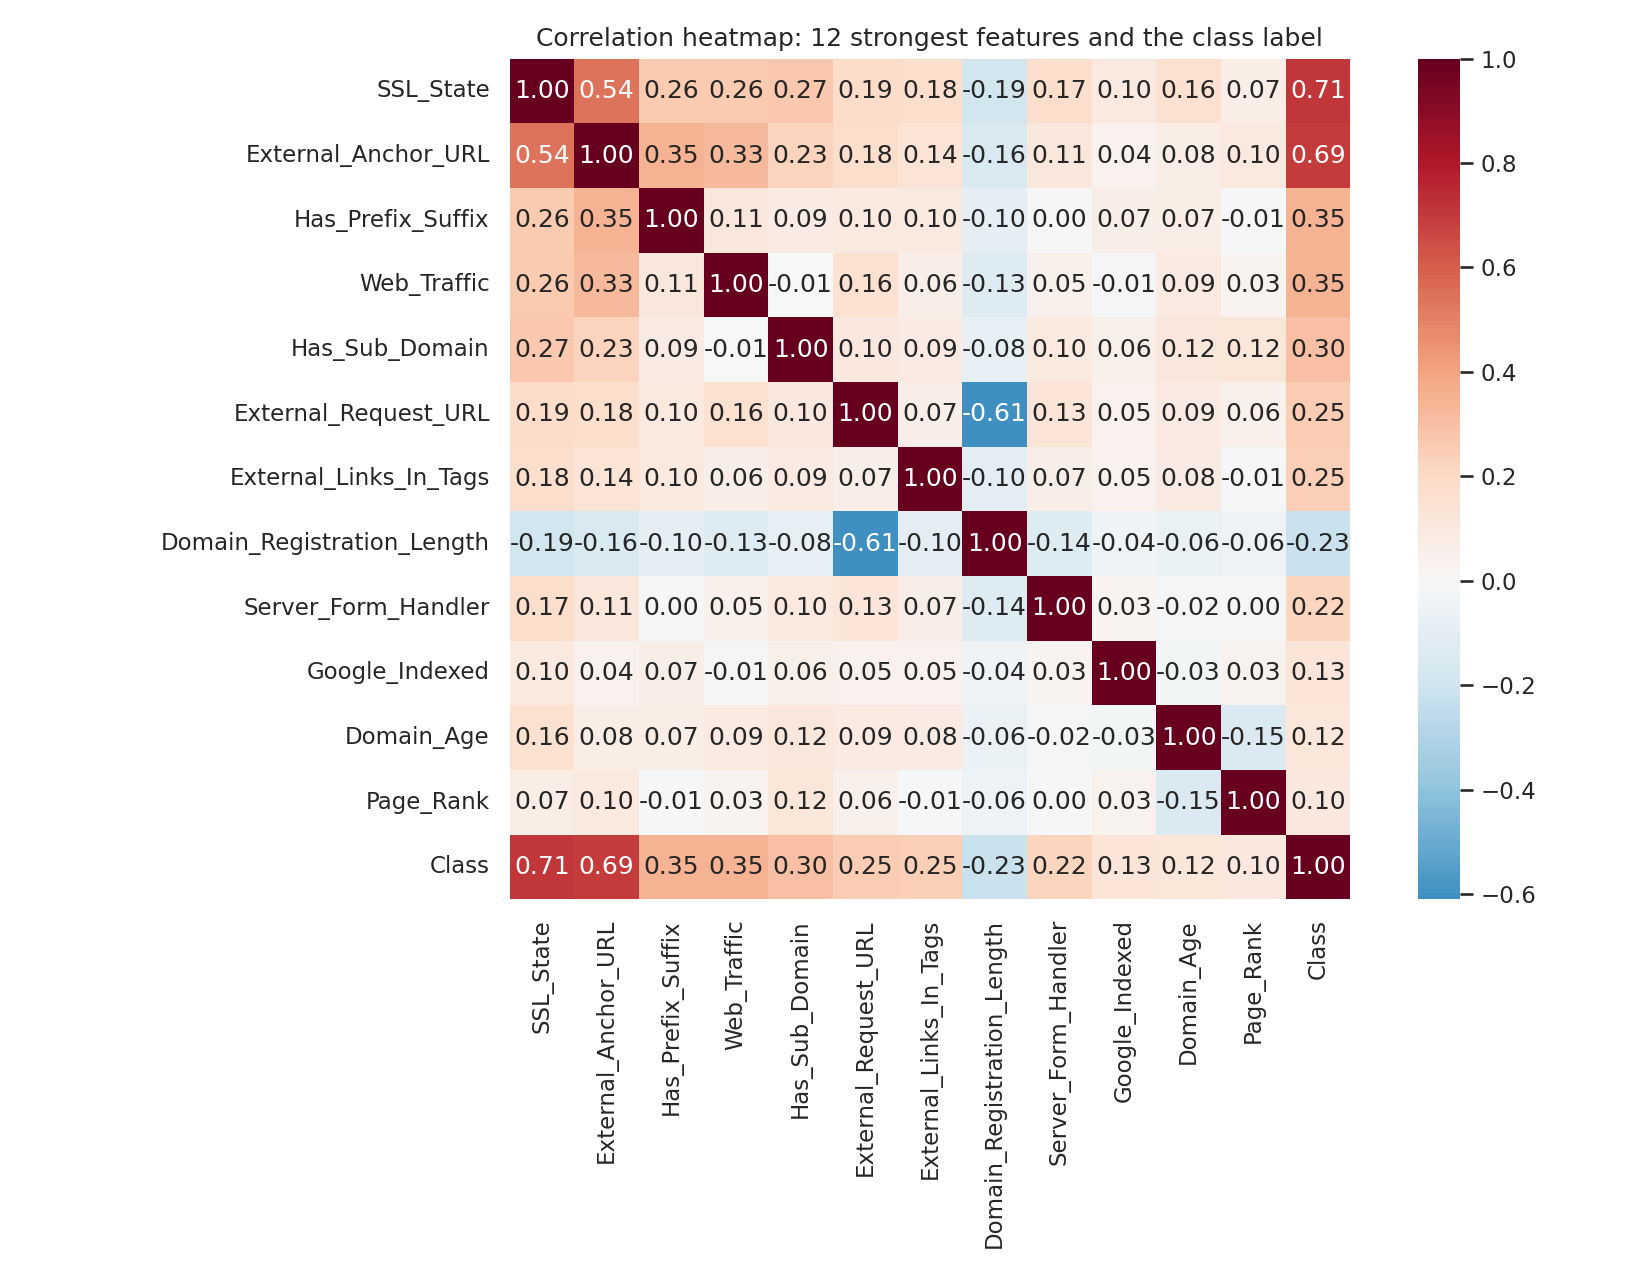 Correlation heatmap: 12 strongest features and the class label
SSL_State 1.00 0.54 0.26 0.26 0.27 0.19 0.18 -0.19 0.17 0.10 0.16 0.07 0.71
External_Anchor_URL 0.54 1.00 0.35 0.33 0.23 0.18 0.14 -0.16 0.11 0.04 0.08 0.10 0.69
Has_Prefix_Suffix 0.26 0.35 1.00 0.11 0.09 0.10 0.10 -0.10 0.00 0.07 0.07 -0.01 0.35
Web_Traffic 0.26 0.33 0.11 1.00 -0.01 0.16 0.06 -0.13 0.05 -0.01 0.09 0.03 0.35
Has_Sub_Domain 0.27 0.23 0.09 -0.01 1.00 0.10 0.09 -0.08 0.10 0.06 0.12 0.12 0.30
External_Request_URL 0.19 0.18 0.10 0.16 0.10 1.00 0.07 -0.61 0.13 0.05 0.09 0.06 0.25
External_Links_In_Tags 0.18 0.14 0.10 0.06 0.09 0.07 1.00 -0.10 0.07 0.05 0.08 -0.01 0.25
Domain_Registration_Length -0.19 -0.16 -0.10 -0.13 -0.08 -0.61 -0.10 1.00 -0.14 -0.04 -0.06 -0.06 -0.23
Server_Form_Handler 0.17 0.11 0.00 0.05 0.10 0.13 0.07 -0.14 1.00 0.03 -0.02 0.00 0.22
Google_Indexed 0.10 0.04 0.07 -0.01 0.06 0.05 0.05 -0.04 0.03 1.00 -0.03 0.03 0.13
Domain_Age 0.16 0.08 0.07 0.09 0.12 0.09 0.08 -0.06 -0.02 -0.03 1.00 -0.15 0.12
Page_Rank 0.07 0.10 -0.01 0.03 0.12 0.06 -0.01 -0.06 0.00 0.03 -0.15 1.00 0.10
Class 0.71 0.69 0.35 0.35 0.30 0.25 0.25 -0.23 0.22 0.13 0.12 0.10 1.00
SSL_State
External_Anchor_URL
Has_Prefix_Suffix
Web_Traffic
Has_Sub_Domain
External_Request_URL
External_Links_In_Tags
Domain_Registration_Length
Server_Form_Handler
Google_Indexed
Domain_Age
Page_Rank
Class
1.0
0.8
0.6
0.4
0.2
0.0
−0.2
−0.4
−0.6